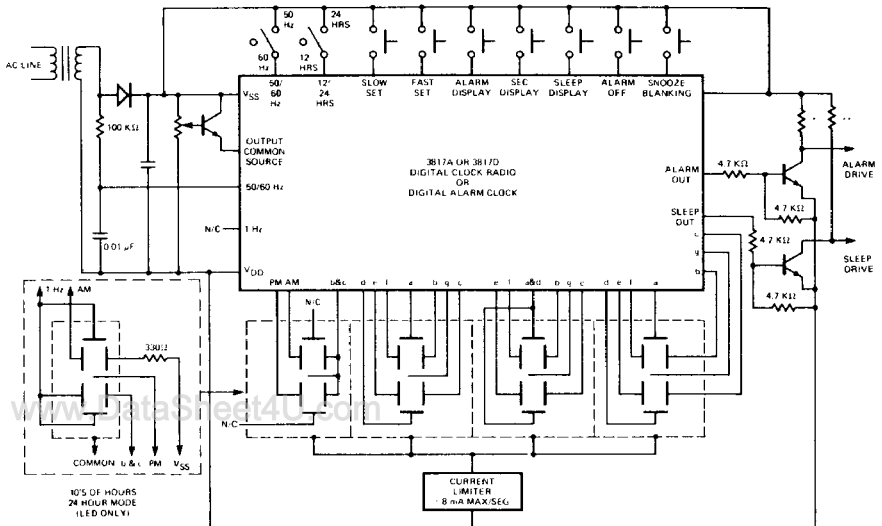 50 Hz
24 HRS
AC LINE
60 Hz
12 HRS
50/60 Hz
12/24 HRS
SLOW SET
FAST SET
ALARM DISPLAY
SEC DISPLAY
SLEEP DISPLAY
ALARM OFF
SNOOZE BLANKING
VSS
100 KΩ
OUTPUT COMMON SOURCE
3817A OR 3817D
DIGITAL CLOCK RADIO
OR
DIGITAL ALARM CLOCK
ALARM OUT
4.7 KΩ
ALARM DRIVE
50/60 Hz
4.7 KΩ
SLEEP OUT
N/C
1 Hz
c
4.7 KΩ
0.01 μF
g
SLEEP DRIVE
b
VDD
PM AM b&c d e f a b g c e f a&d b g c d e f a
1 Hz AM
N/C
4.7 KΩ
330Ω
www.DataSheet4U.com
N/C
COMMON b & c PM VSS
CURRENT LIMITER
8 mA MAX/SEG
10'S OF HOURS
24 HOUR MODE
(LED ONLY)